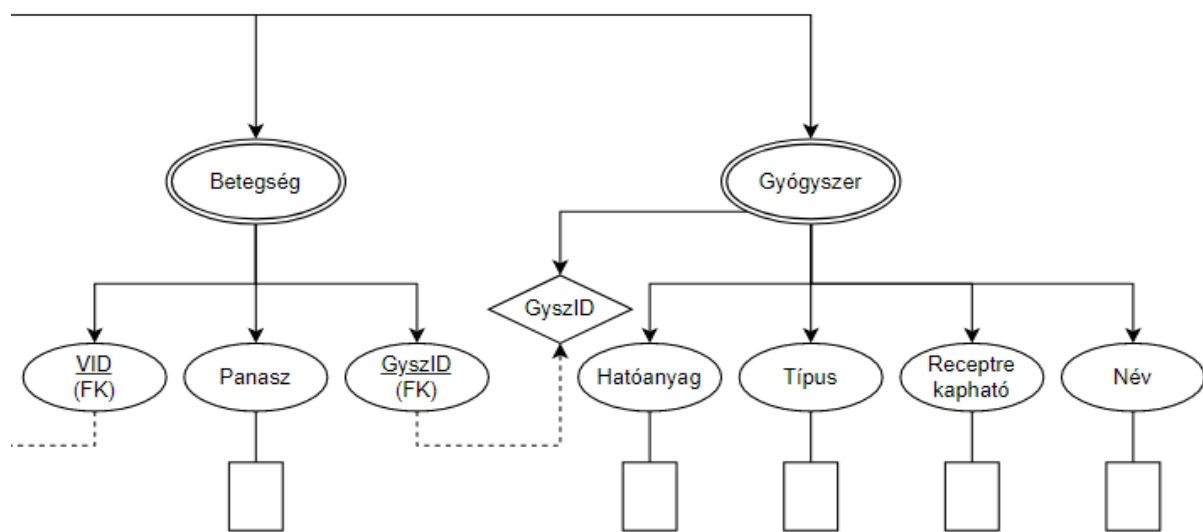 Betegség
Gyógyszer
GyszID
VID
(FK)
Panasz
GyszID
(FK)
Hatóanyag
Típus
Receptre
kapható
Név